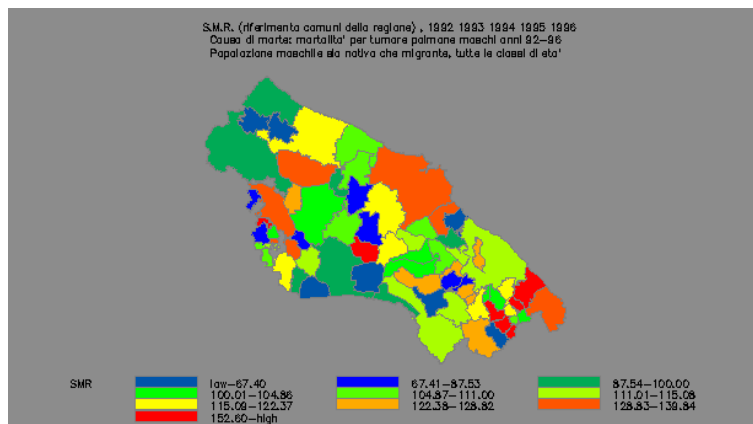 S.M.R. (riferimento comuni della regione) , 1992 1993 1994 1995 1996
Causa di morte: mortalita' per tumore polmone maschi anni 92-96
Popolazione maschile sia nativa che migrante, tutte le classi di eta'
SMR low-67.40 67.41-87.53 87.54-100.00
100.01-104.86 104.87-111.00 111.01-115.08
115.09-122.37 122.38-128.82 128.83-139.84
152.60-high